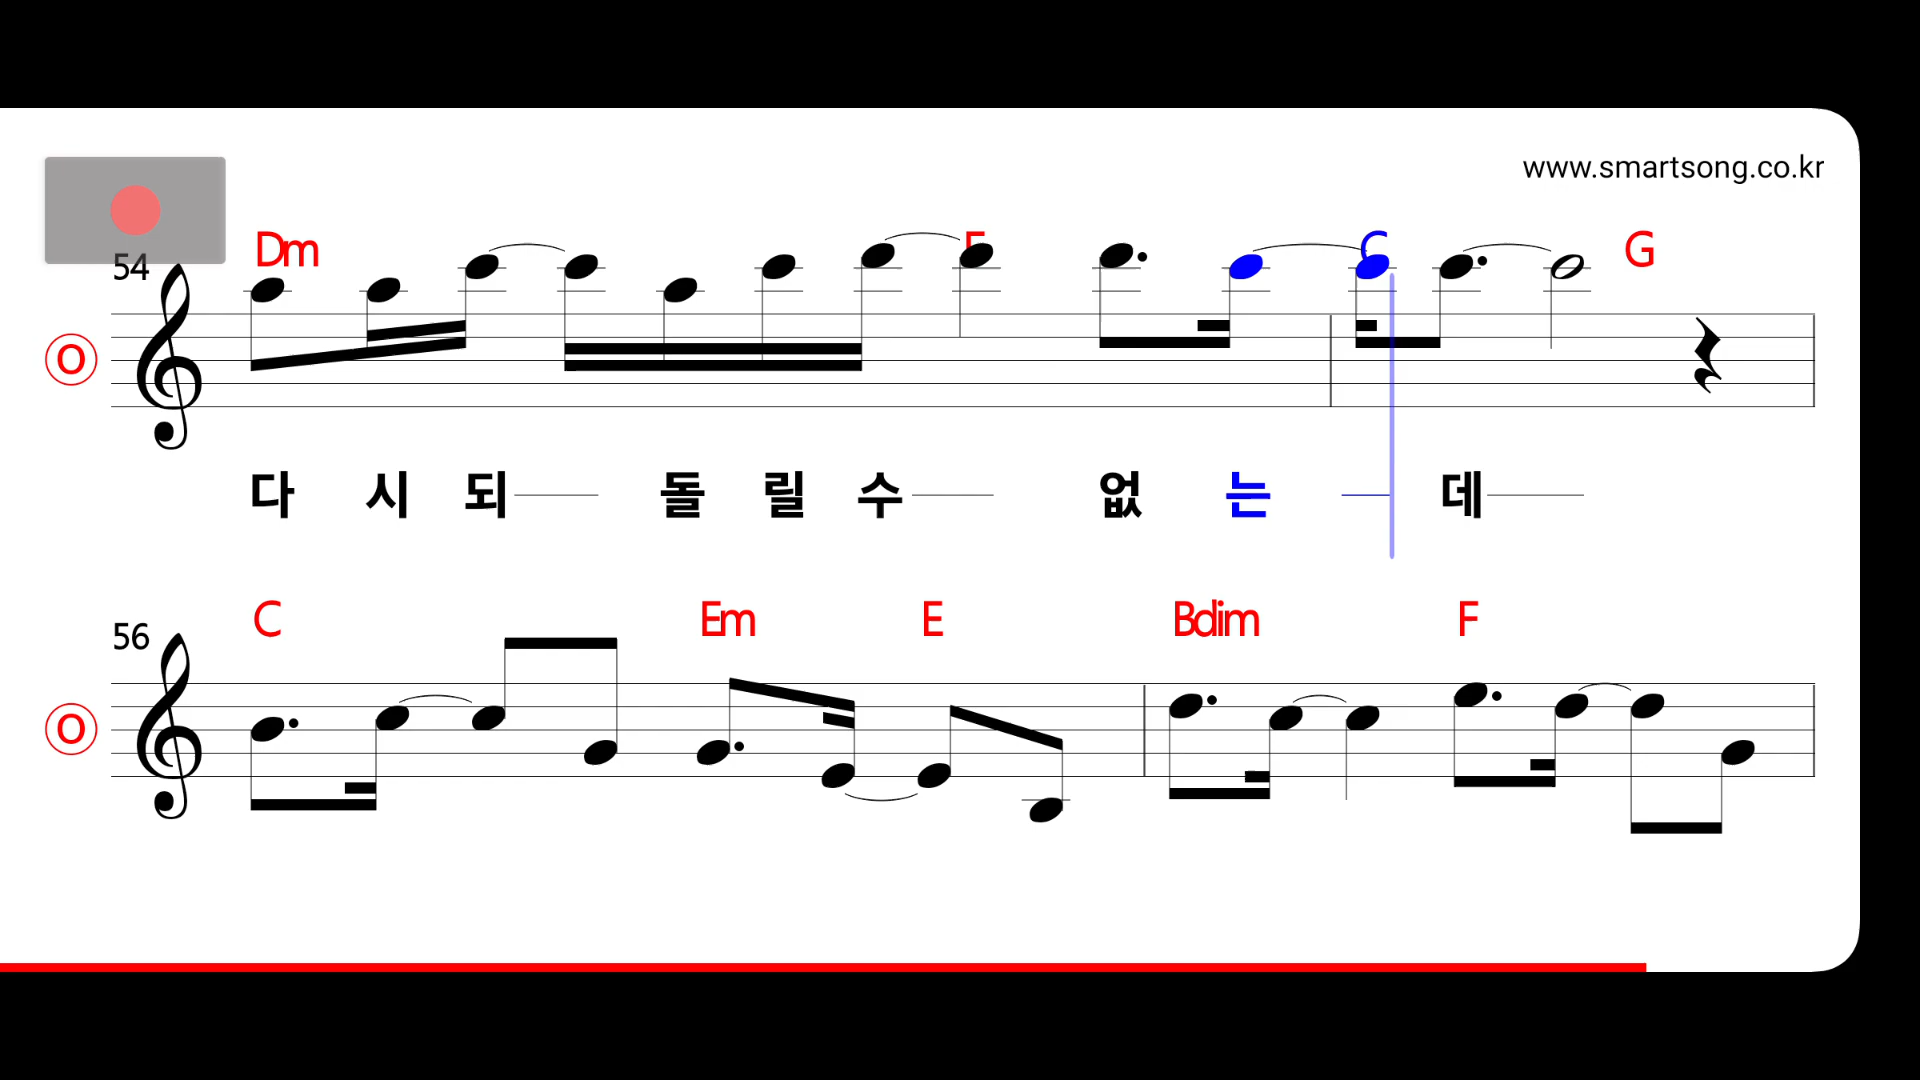 www.smartsong.co.kr
54 Dm F C G
O
다 시 되 돌 릴 수 없 는 데
56 C Em E Bdim F
O